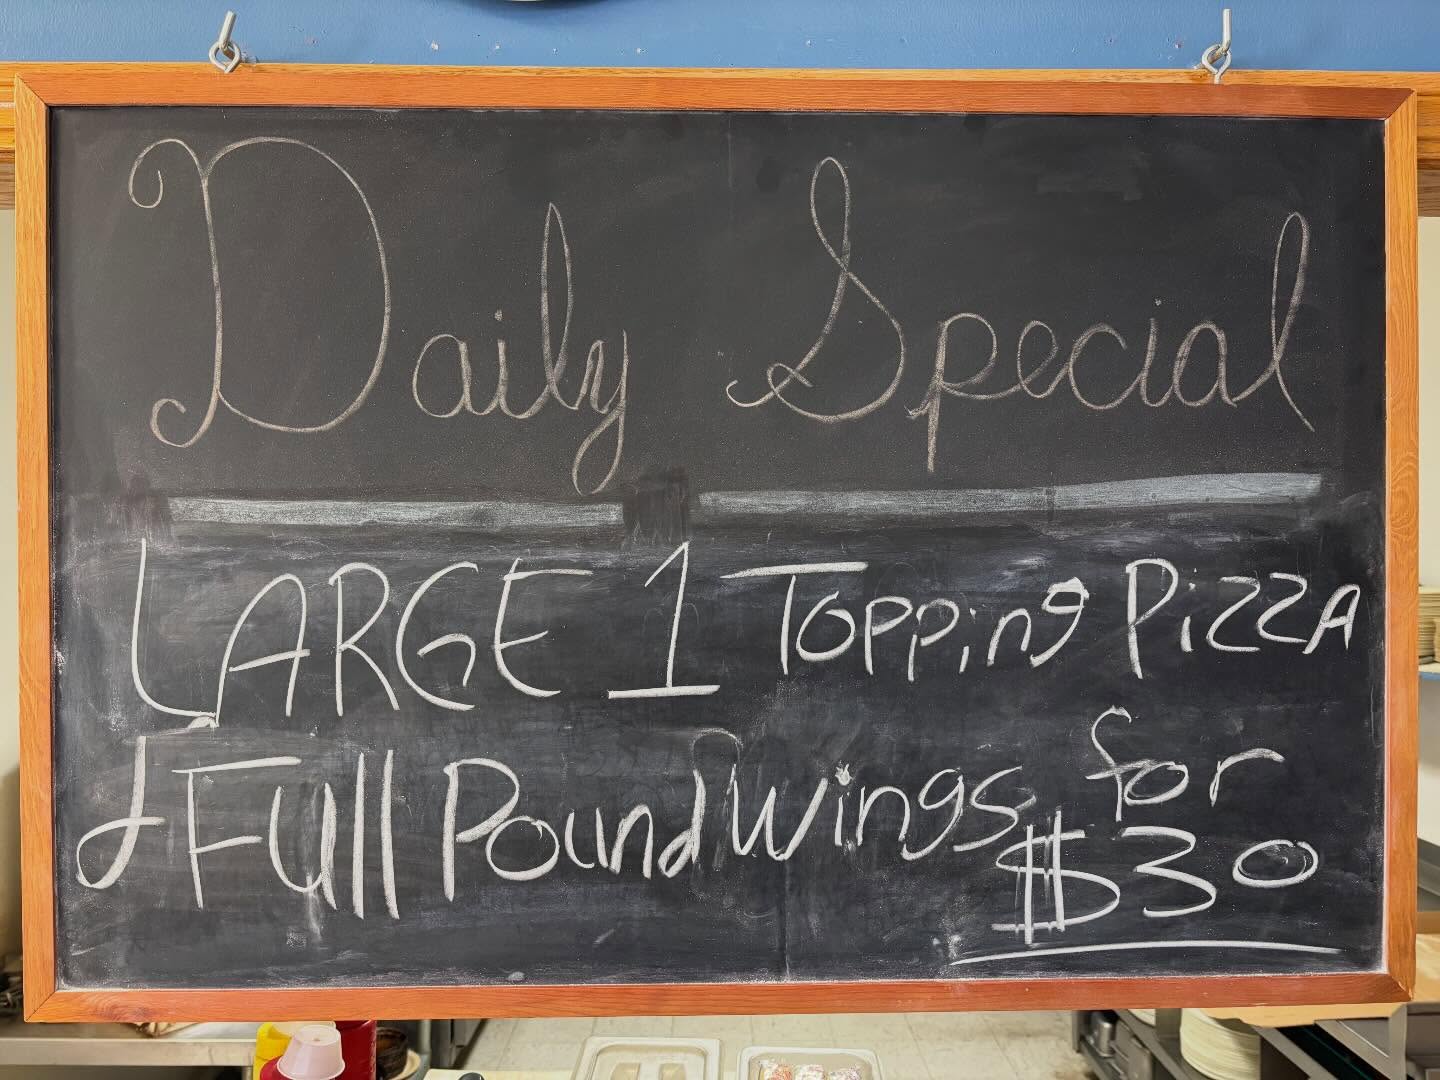 Daily Special
LARGE 1 Topping Pizza
& Full Pound Wings for
$30